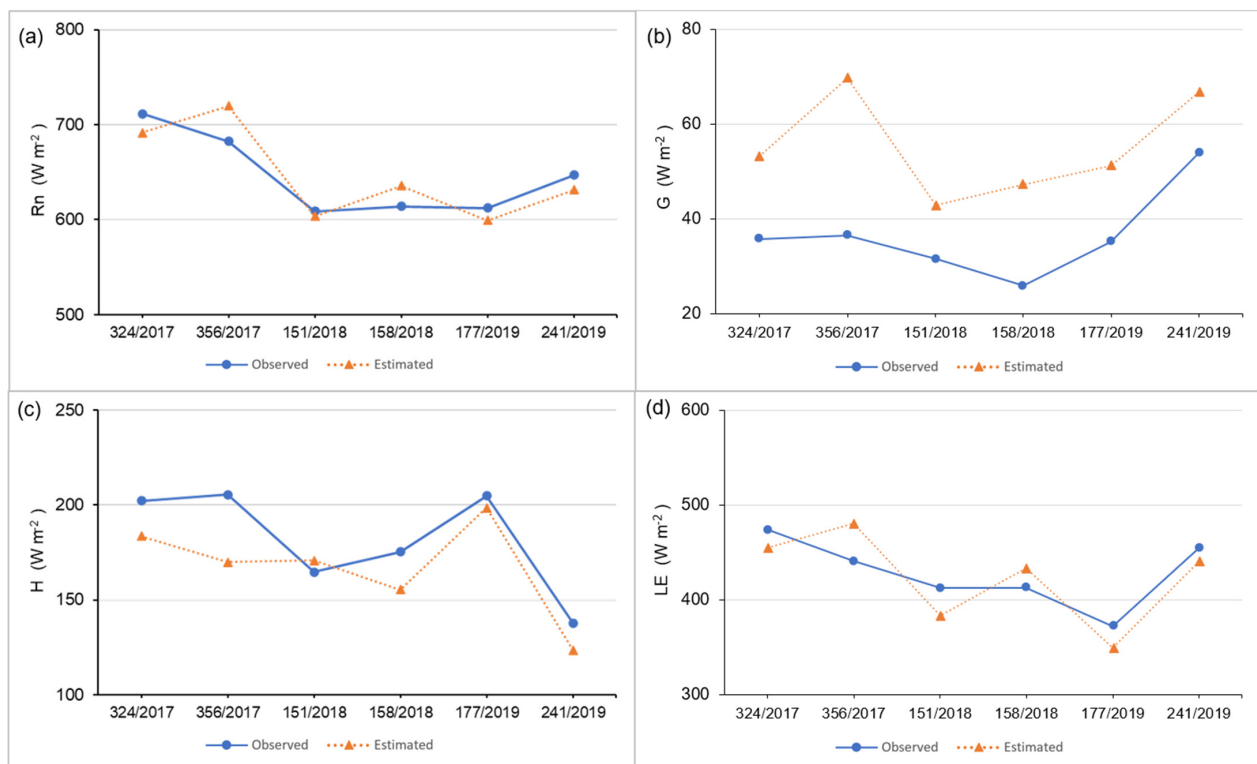 (a)
800
700
600
500
Rn (W m-2)
324/2017 356/2017 151/2018 158/2018 177/2019 241/2019
Observed Estimated
(b)
80
60
40
20
G (W m-2)
324/2017 356/2017 151/2018 158/2018 177/2019 241/2019
Observed Estimated
(c)
250
200
150
100
H (W m-2)
324/2017 356/2017 151/2018 158/2018 177/2019 241/2019
Observed Estimated
(d)
600
500
400
300
LE (W m-2)
324/2017 356/2017 151/2018 158/2018 177/2019 241/2019
Observed Estimated